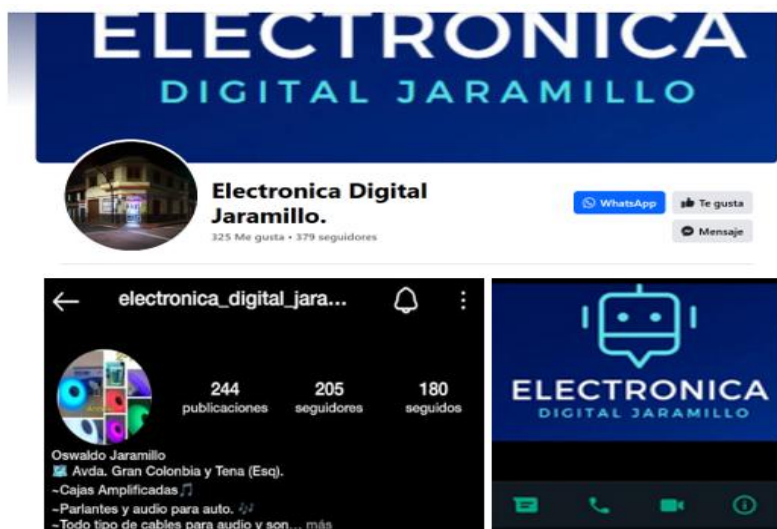 ELECTRONICA
DIGITAL JARAMILLO
Electronica Digital
Jaramillo.
325 Me gusta • 379 seguidores
WhatsApp
Te gusta
Mensaje
electronica_digital_jara...
244
205
180
publicaciones
seguidores
seguidos
Oswaldo Jaramillo
🗺️ Avda. Gran Colonbia y Tena (Esq).
~Cajas Amplificadas🎵
~Parlantes y audio para auto. 🎶
~Todo tipo de cables para audio y son... más
ELECTRONICA
DIGITAL JARAMILLO